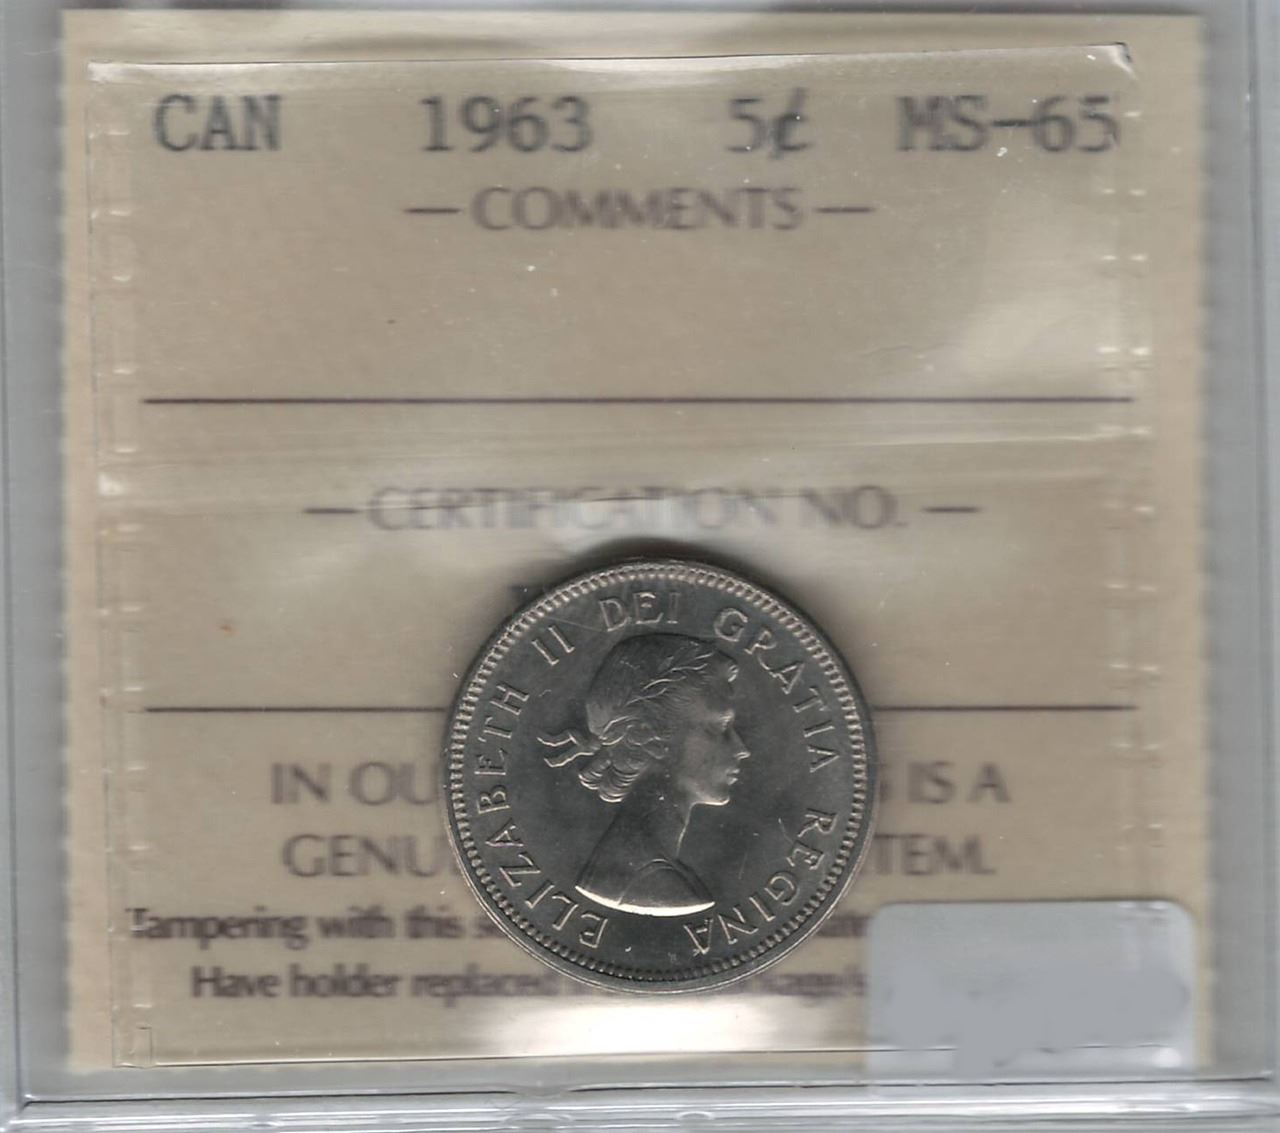 CAN 1963 5¢ MS-65
— COMMENTS —
— CERTIFICATION NO. —
ELIZABETH II DEI GRATIA REGINA
IN OU S IS A
GENU TEM.
Tampering with this s
Have holder replaced